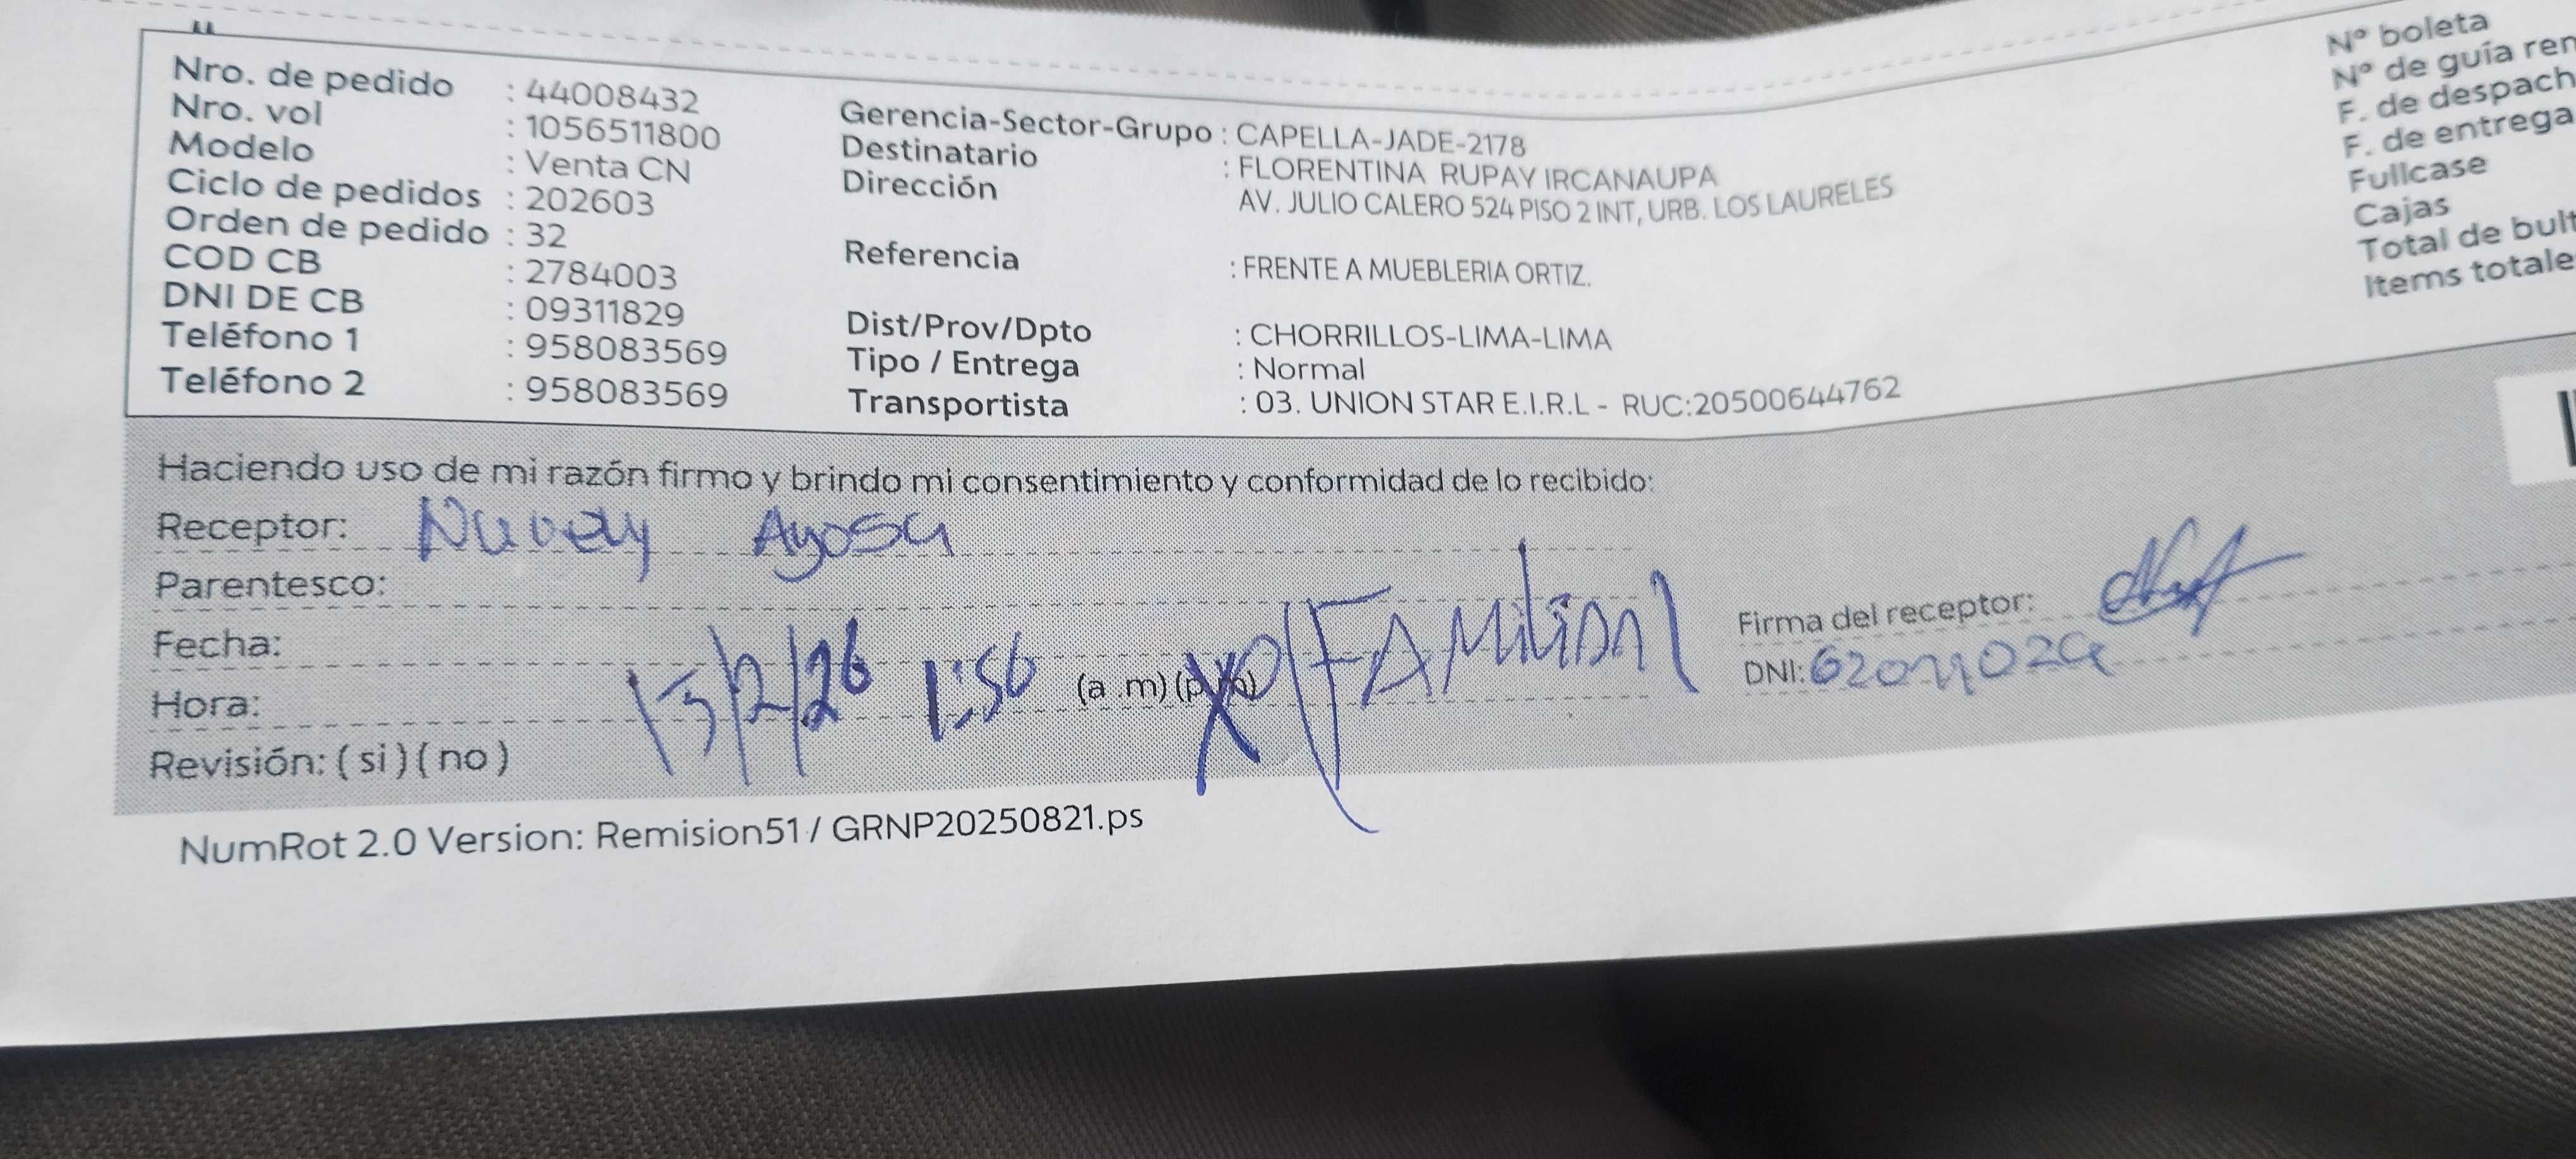 Nro. de pedido : 44008432
Nro. vol : 1056511800
Modelo : Venta CN
Ciclo de pedidos : 202603
Orden de pedido : 32
COD CB : 2784003
DNI DE CB : 09311829
Teléfono 1 : 958083569
Teléfono 2 : 958083569
Gerencia-Sector-Grupo : CAPELLA-JADE-2178
Destinatario : FLORENTINA RUPAY IRCANAUPA
Dirección AV. JULIO CALERO 524 PISO 2 INT, URB. LOS LAURELES
Referencia : FRENTE A MUEBLERIA ORTIZ.
Dist/Prov/Dpto : CHORRILLOS-LIMA-LIMA
Tipo / Entrega : Normal
Transportista : 03. UNION STAR E.I.R.L - RUC:20500644762
Nº boleta
Nº de guía ren
F. de despach
F. de entrega
Fullcase
Cajas
Total de bult
Items totale
Haciendo uso de mi razón firmo y brindo mi consentimiento y conformidad de lo recibido:
Receptor:
Parentesco:
Fecha: 13/2/26
Hora: 1:56 (a .m) (p.m) FAMILIAR
Revisión: ( si ) ( no )
Firma del receptor:
DNI:
NumRot 2.0 Version: Remision51 / GRNP20250821.ps